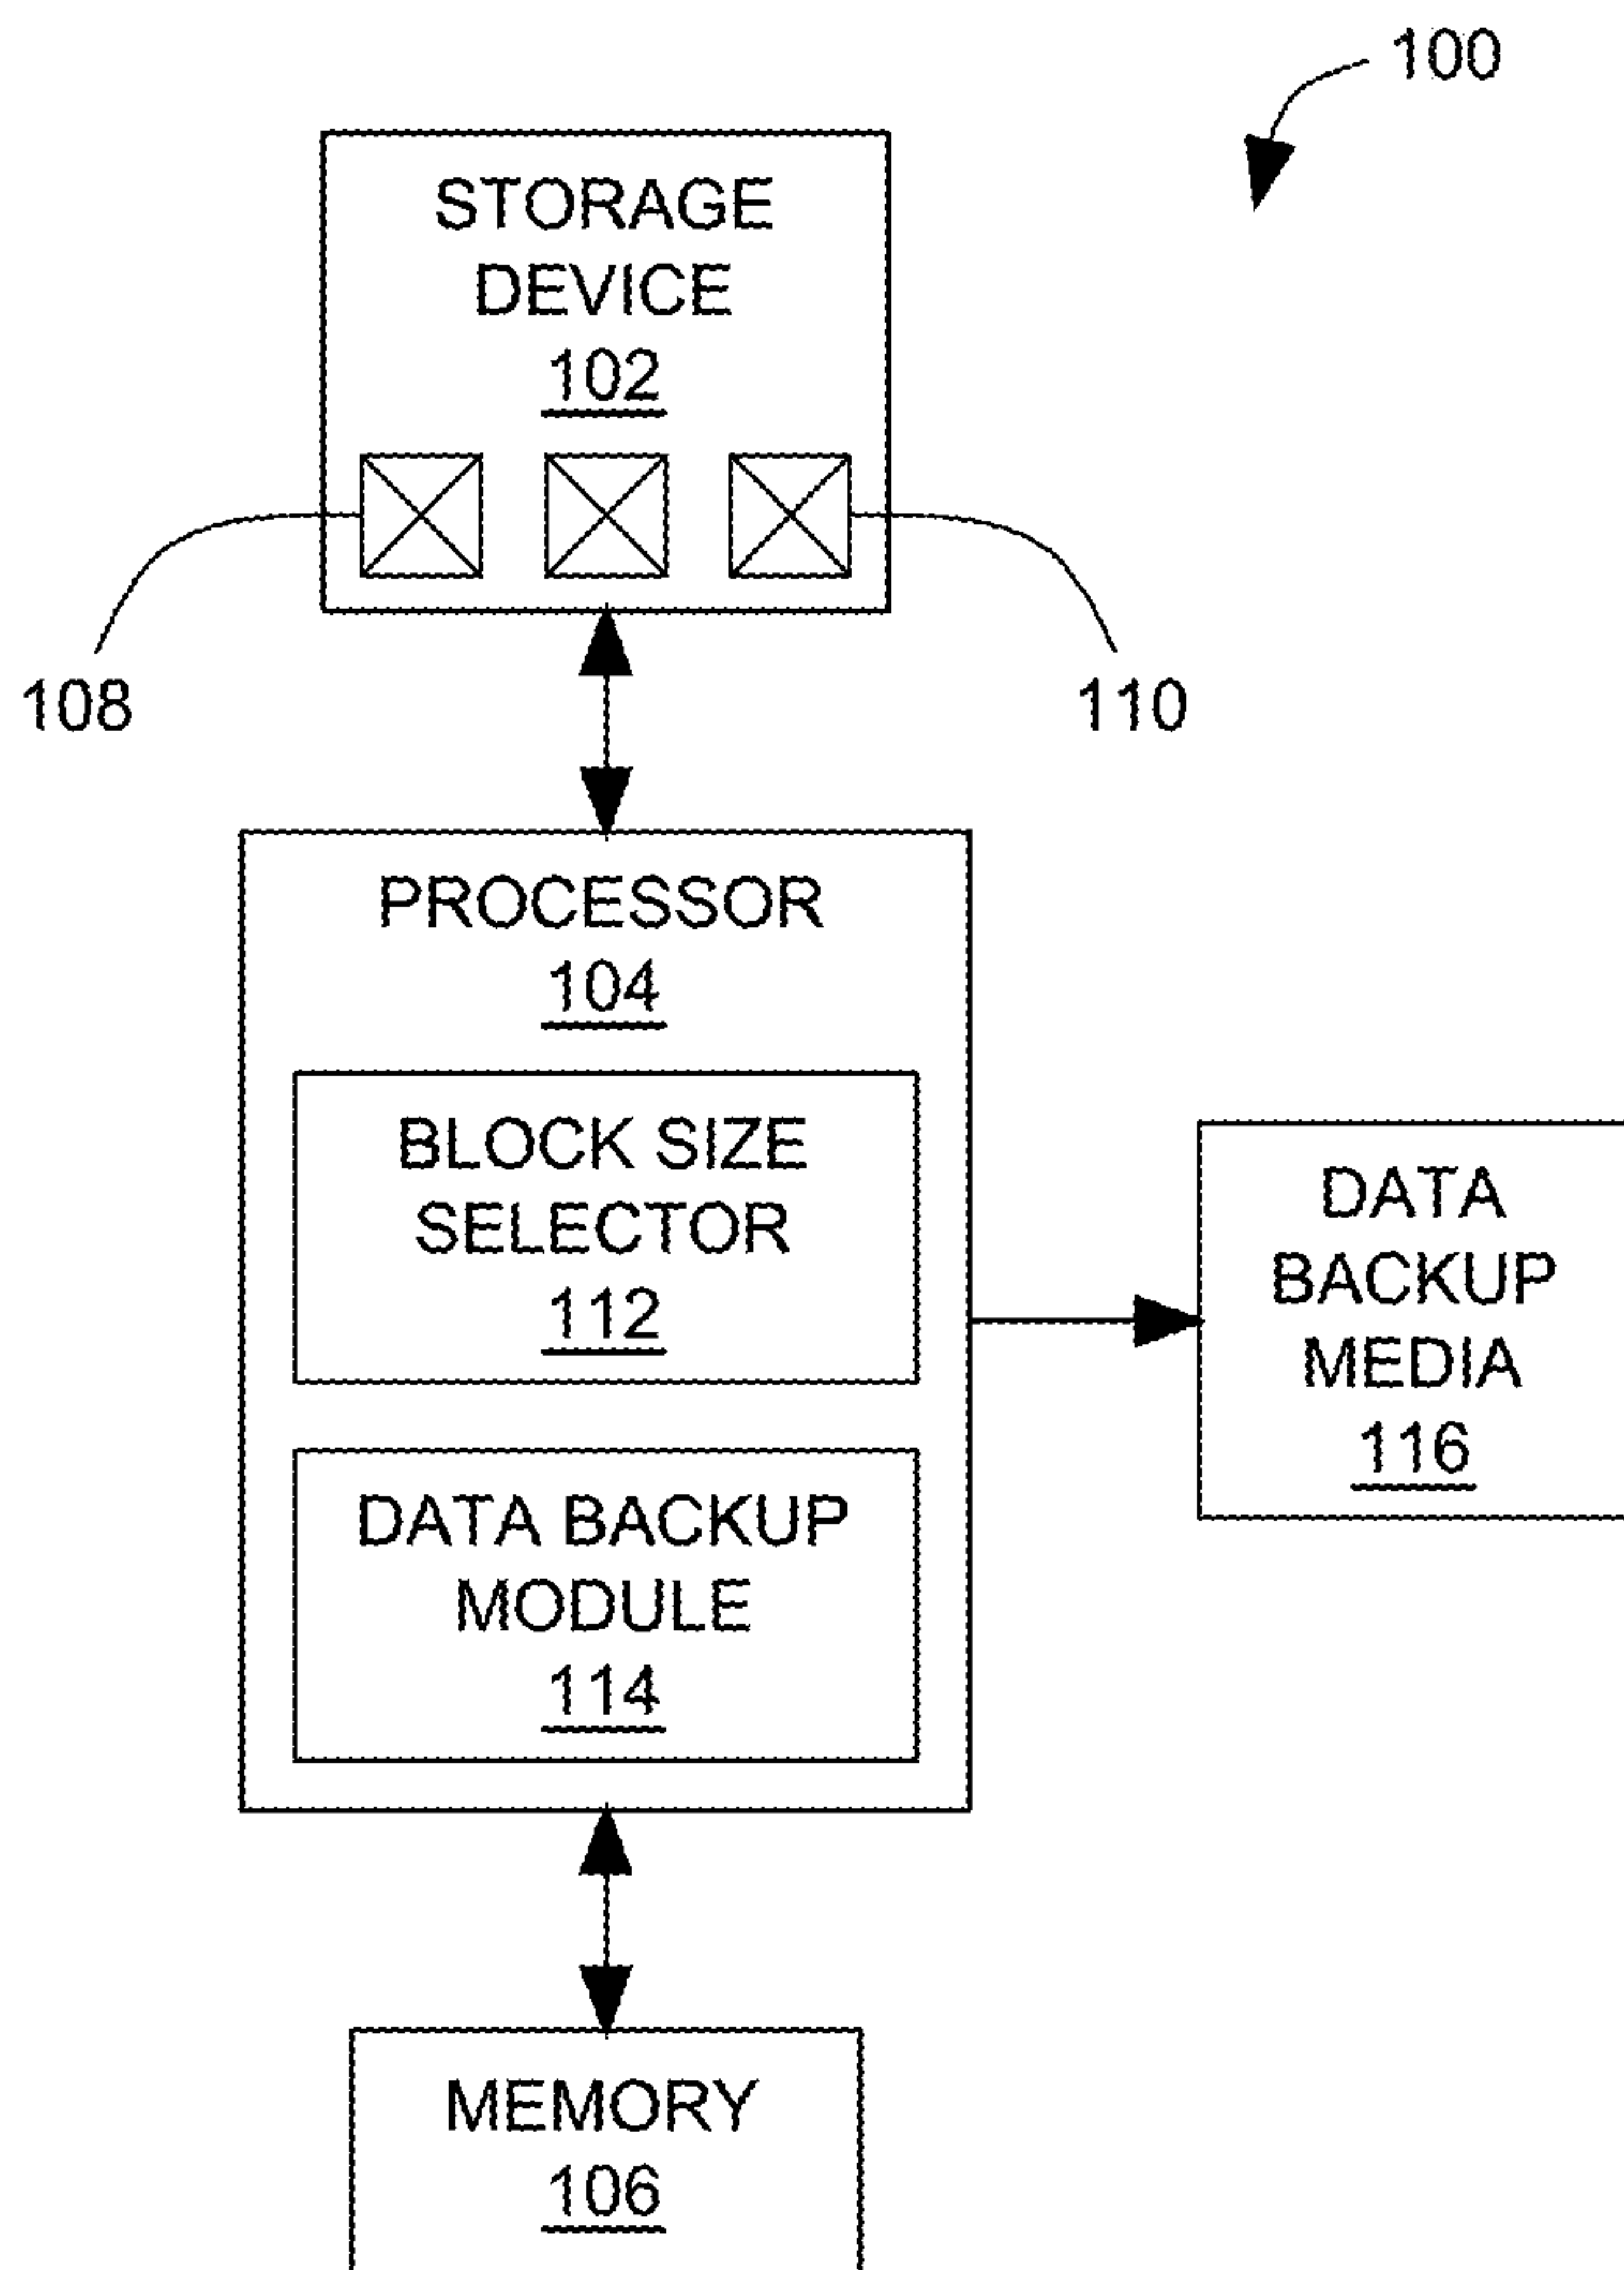 100
STORAGE
DEVICE
102
108
110
PROCESSOR
104
BLOCK SIZE
SELECTOR
112
DATA
BACKUP
MEDIA
116
DATA BACKUP
MODULE
114
MEMORY
106